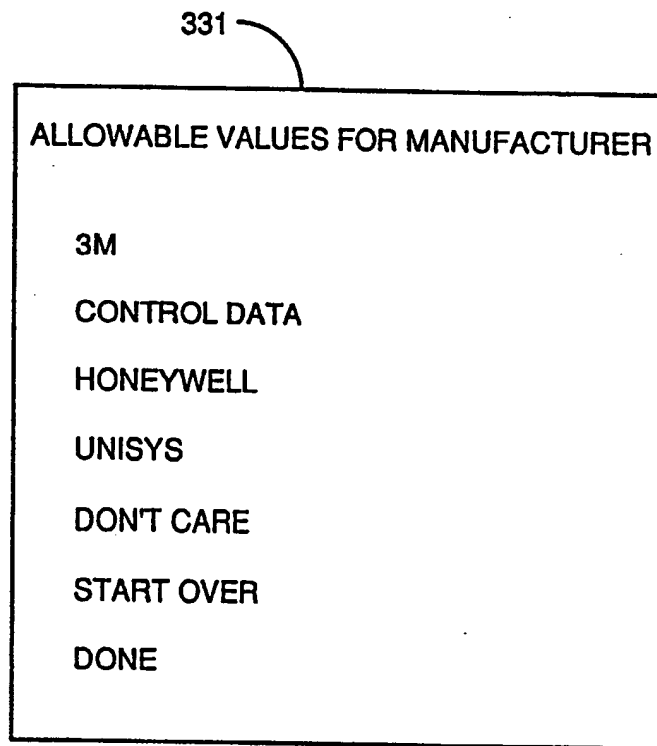 331
ALLOWABLE VALUES FOR MANUFACTURER
3M
CONTROL DATA
HONEYWELL
UNISYS
DON'T CARE
START OVER
DONE